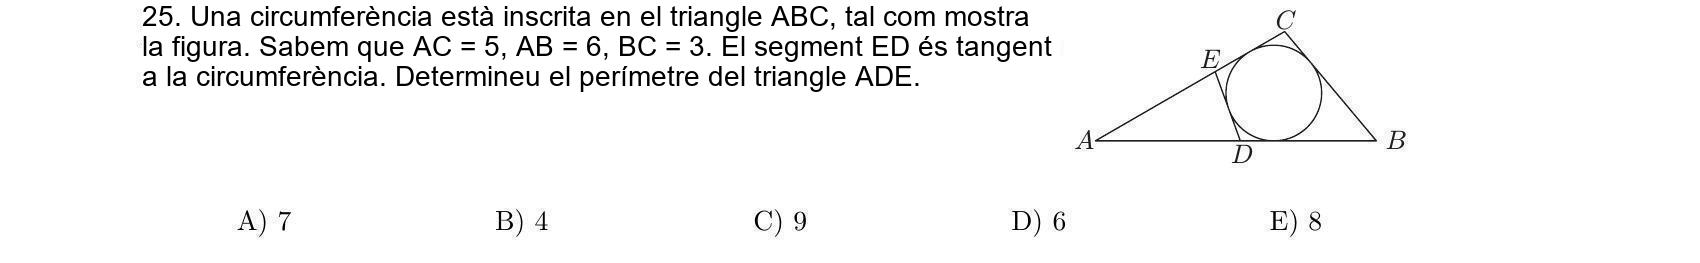 25. Una circumferència està inscrita en el triangle ABC, tal com mostra
la figura. Sabem que AC = 5, AB = 6, BC = 3. El segment ED és tangent
a la circumferència. Determineu el perímetre del triangle ADE.
C
E
A
D
B
A) 7
B) 4
C) 9
D) 6
E) 8